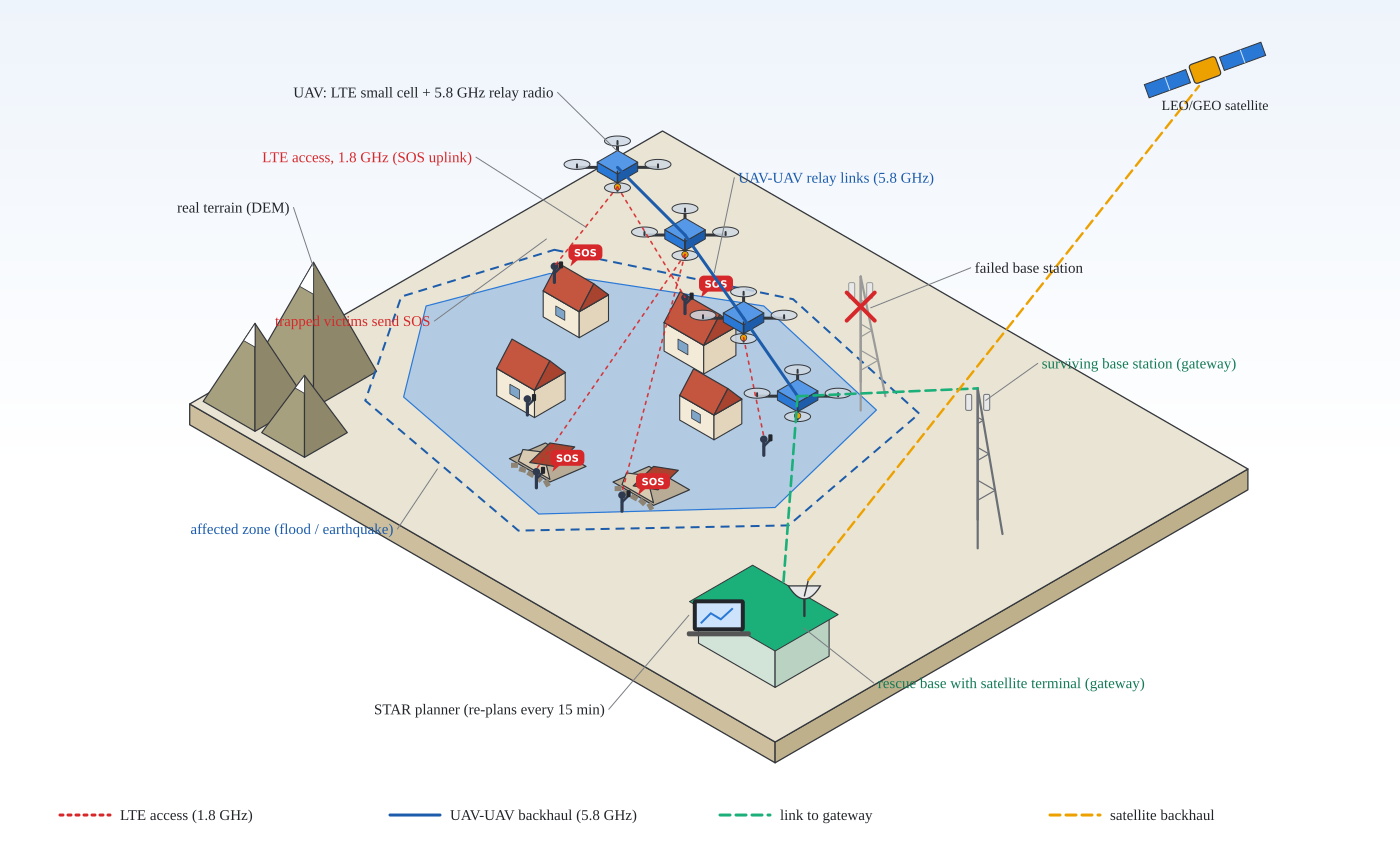 LEO/GEO satellite
UAV: LTE small cell + 5.8 GHz relay radio
LTE access, 1.8 GHz (SOS uplink)
UAV-UAV relay links (5.8 GHz)
real terrain (DEM)
SOS
failed base station
SOS
trapped victims send SOS
surviving base station (gateway)
SOS
SOS
affected zone (flood / earthquake)
rescue base with satellite terminal (gateway)
STAR planner (re-plans every 15 min)
LTE access (1.8 GHz)
UAV-UAV backhaul (5.8 GHz)
link to gateway
satellite backhaul